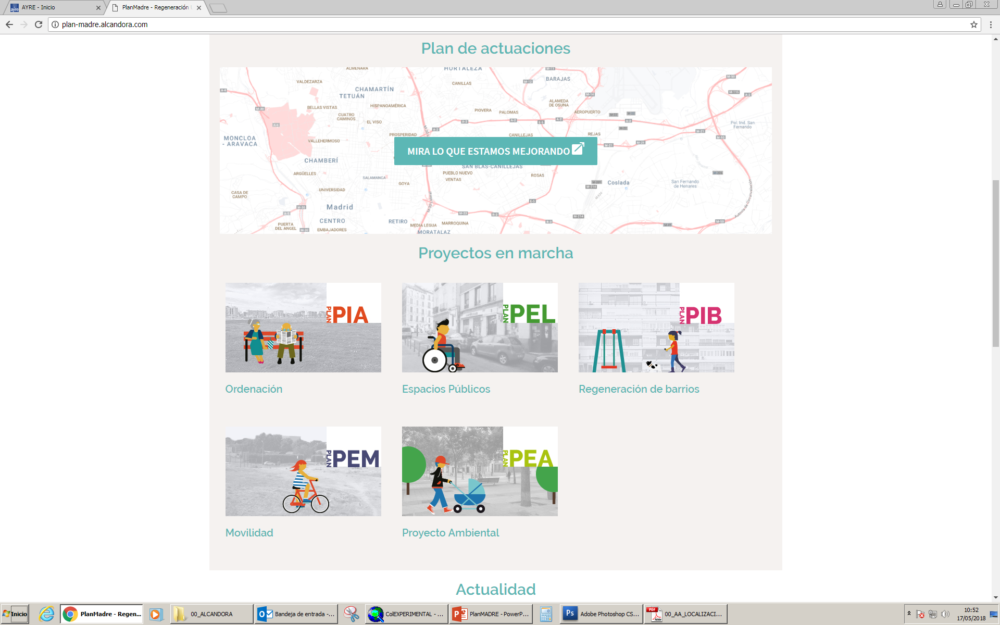 AYRE - Inicio
PlanMadre - Regeneración
plan-madre.alcandora.com
Plan de actuaciones
ALMENARA
HORTALEZA
BARAJAS
VALDEZARZA
CANILLAS
CHAMARTÍN
TETUÁN
ALAMEDA
DE OSUNA
BELLAS VISTAS
HISPANOAMÉRICA
CUATRO
CAMINOS
PIOVERA
PALOMAS
AEROPUERTO
EL VISO
Pol. Ind. San
Fernando
MONCLOA
- ARAVACA
PROSPERIDAD
CANILLEJAS
REJAS
VALLEHERMOSO
MIRA LO QUE ESTAMOS MEJORANDO
CHAMBERÍ
SAN BLAS-CANILLEJAS
ARGÜELLES
SALAMANCA
PUEBLO NUEVO
VENTAS
ROSAS
GOYA
Coslada
San Fernando
de Henares
UNIVERSIDAD
CASA DE
CAMPO
Madrid
CENTRO
RETIRO
MEDIA LEGUA
MARROQUINA
PUERTA
DEL ANGEL
EMBAJADORES
MORATALAZ
Proyectos en marcha
PLAN PIA
PLAN PEL
PLAN PIB
Ordenación
Espacios Públicos
Regeneración de barrios
PLAN PEM
PLAN PEA
Movilidad
Proyecto Ambiental
Actualidad
Inicio
PlanMadre - Regen...
00_ALCANDORA
Bandeja de entrada -...
ColEXPERIMENTAL - ...
PlanMADRE - PowerP...
Adobe Photoshop CS...
00_AA_LOCALIZACI...
10:52
17/05/2018